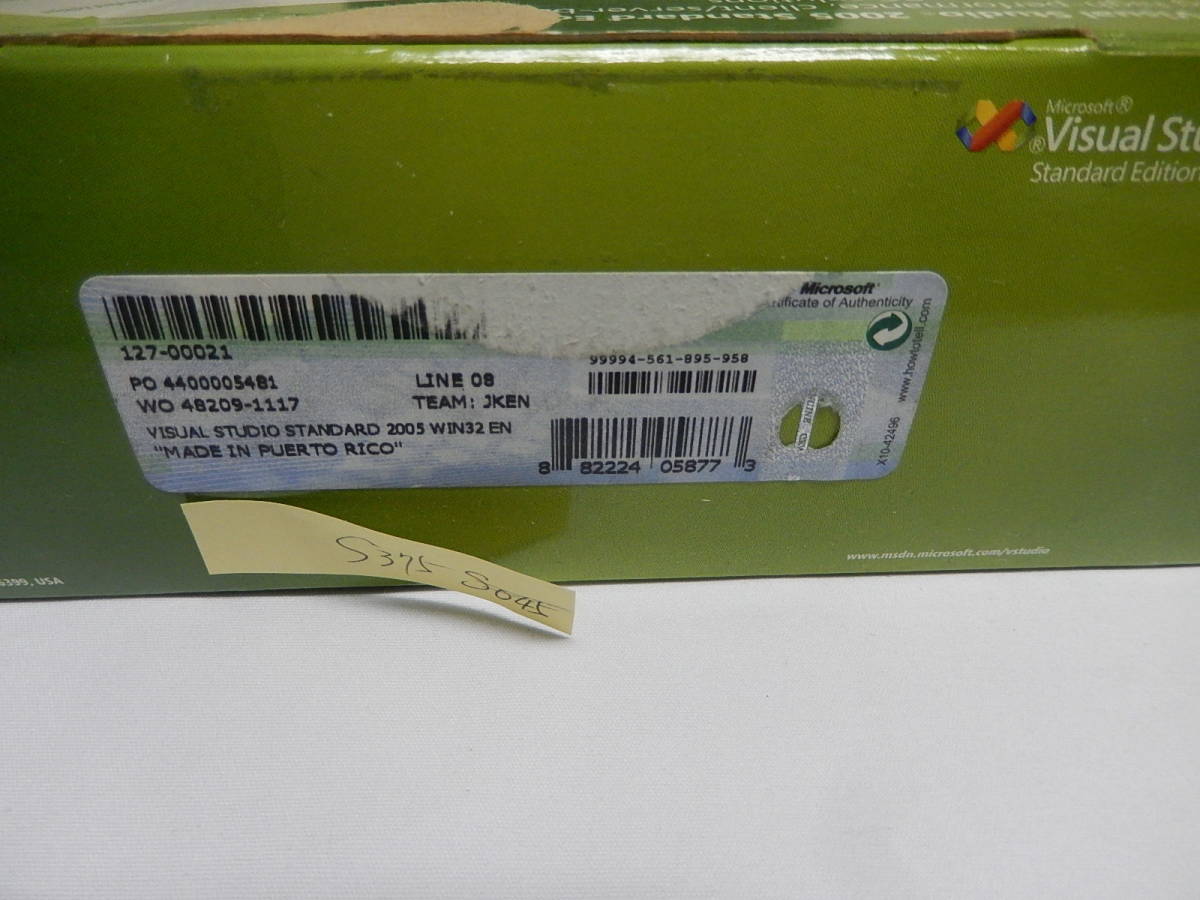 Microsoft®
®Visual Stu
Standard Edition
Microsoft®
rtificate of Authenticity
www.howtotell.com
127-00021
99994-561-895-958
PO 4400005481
LINE 08
WO 48209-1117
TEAM: JKEN
VISUAL STUDIO STANDARD 2005 WIN32 EN
"MADE IN PUERTO RICO"
8 82224 05877 3
X10-42496
www.msdn.microsoft.com/vstudio
6399, USA
S375-S045